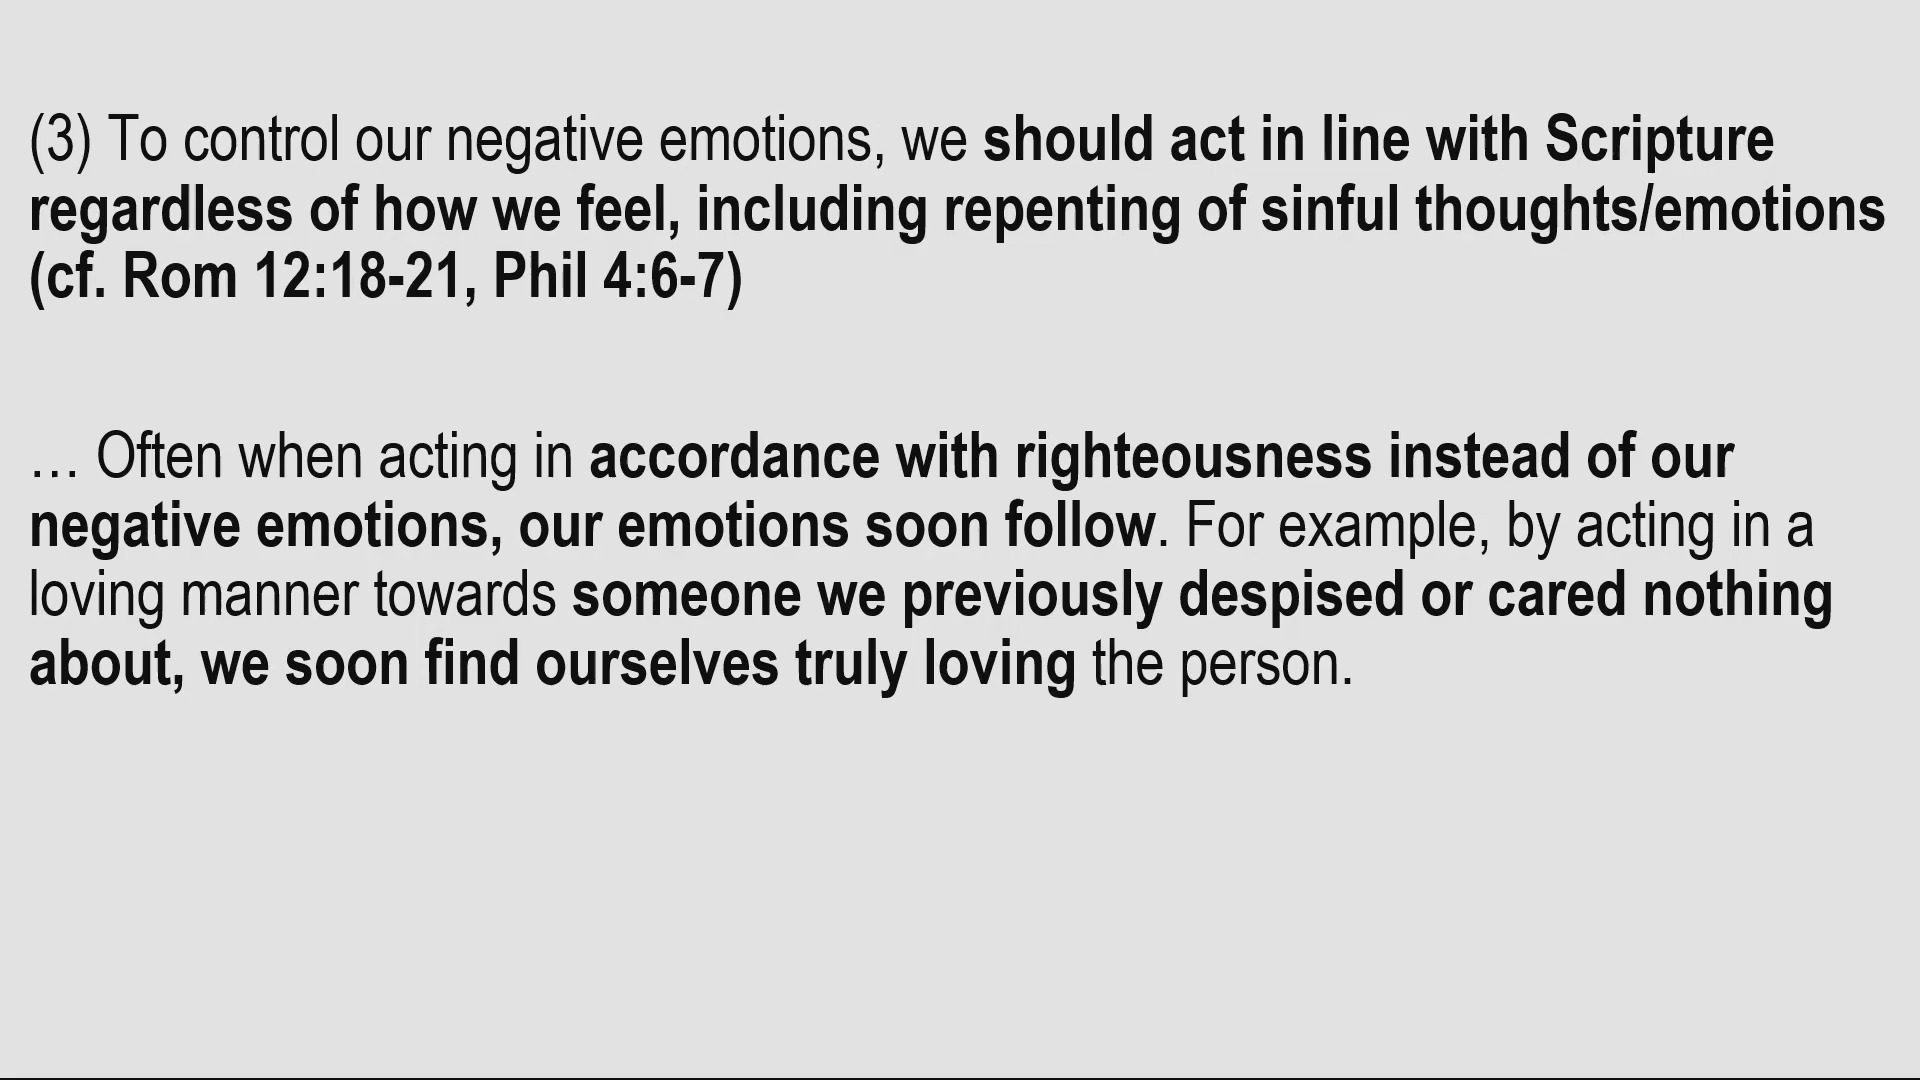 (3) To control our negative emotions, we should act in line with Scripture
regardless of how we feel, including repenting of sinful thoughts/emotions
(cf. Rom 12:18-21, Phil 4:6-7)
… Often when acting in accordance with righteousness instead of our
negative emotions, our emotions soon follow. For example, by acting in a
loving manner towards someone we previously despised or cared nothing
about, we soon find ourselves truly loving the person.